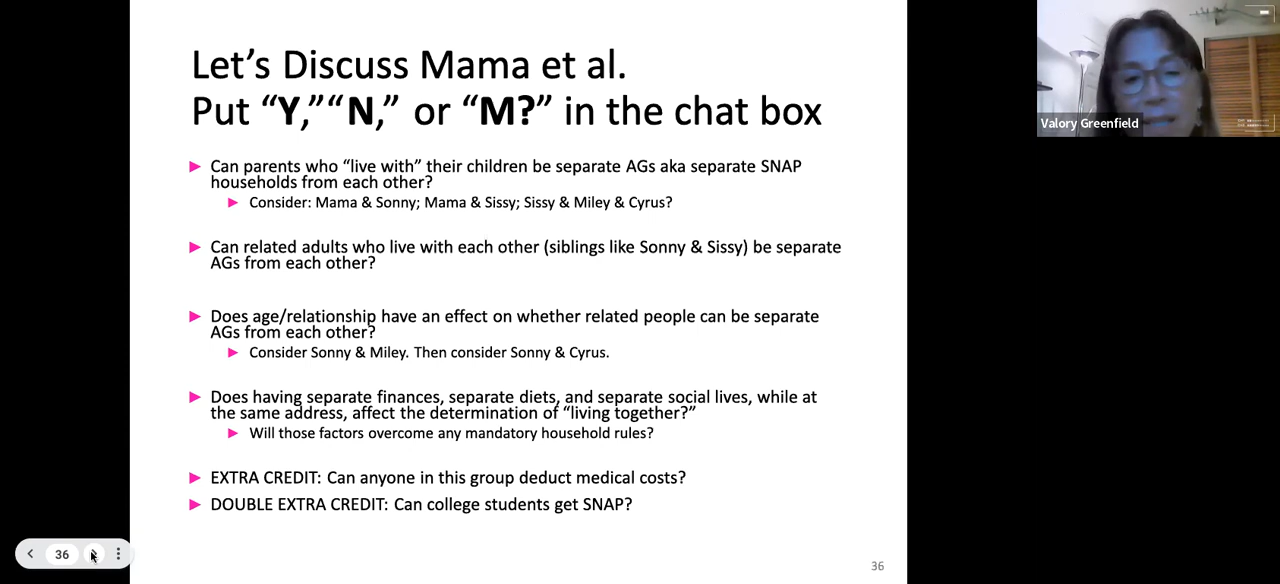 Let’s Discuss Mama et al.
Put “Y,”“N,” or “M?” in the chat box
Can parents who “live with” their children be separate AGs aka separate SNAP
households from each other?
Consider: Mama & Sonny; Mama & Sissy; Sissy & Miley & Cyrus?
Can related adults who live with each other (siblings like Sonny & Sissy) be separate
AGs from each other?
Does age/relationship have an effect on whether related people can be separate
AGs from each other?
Consider Sonny & Miley. Then consider Sonny & Cyrus.
Does having separate finances, separate diets, and separate social lives, while at
the same address, affect the determination of “living together?”
Will those factors overcome any mandatory household rules?
EXTRA CREDIT: Can anyone in this group deduct medical costs?
DOUBLE EXTRA CREDIT: Can college students get SNAP?
36
36
Valory Greenfield